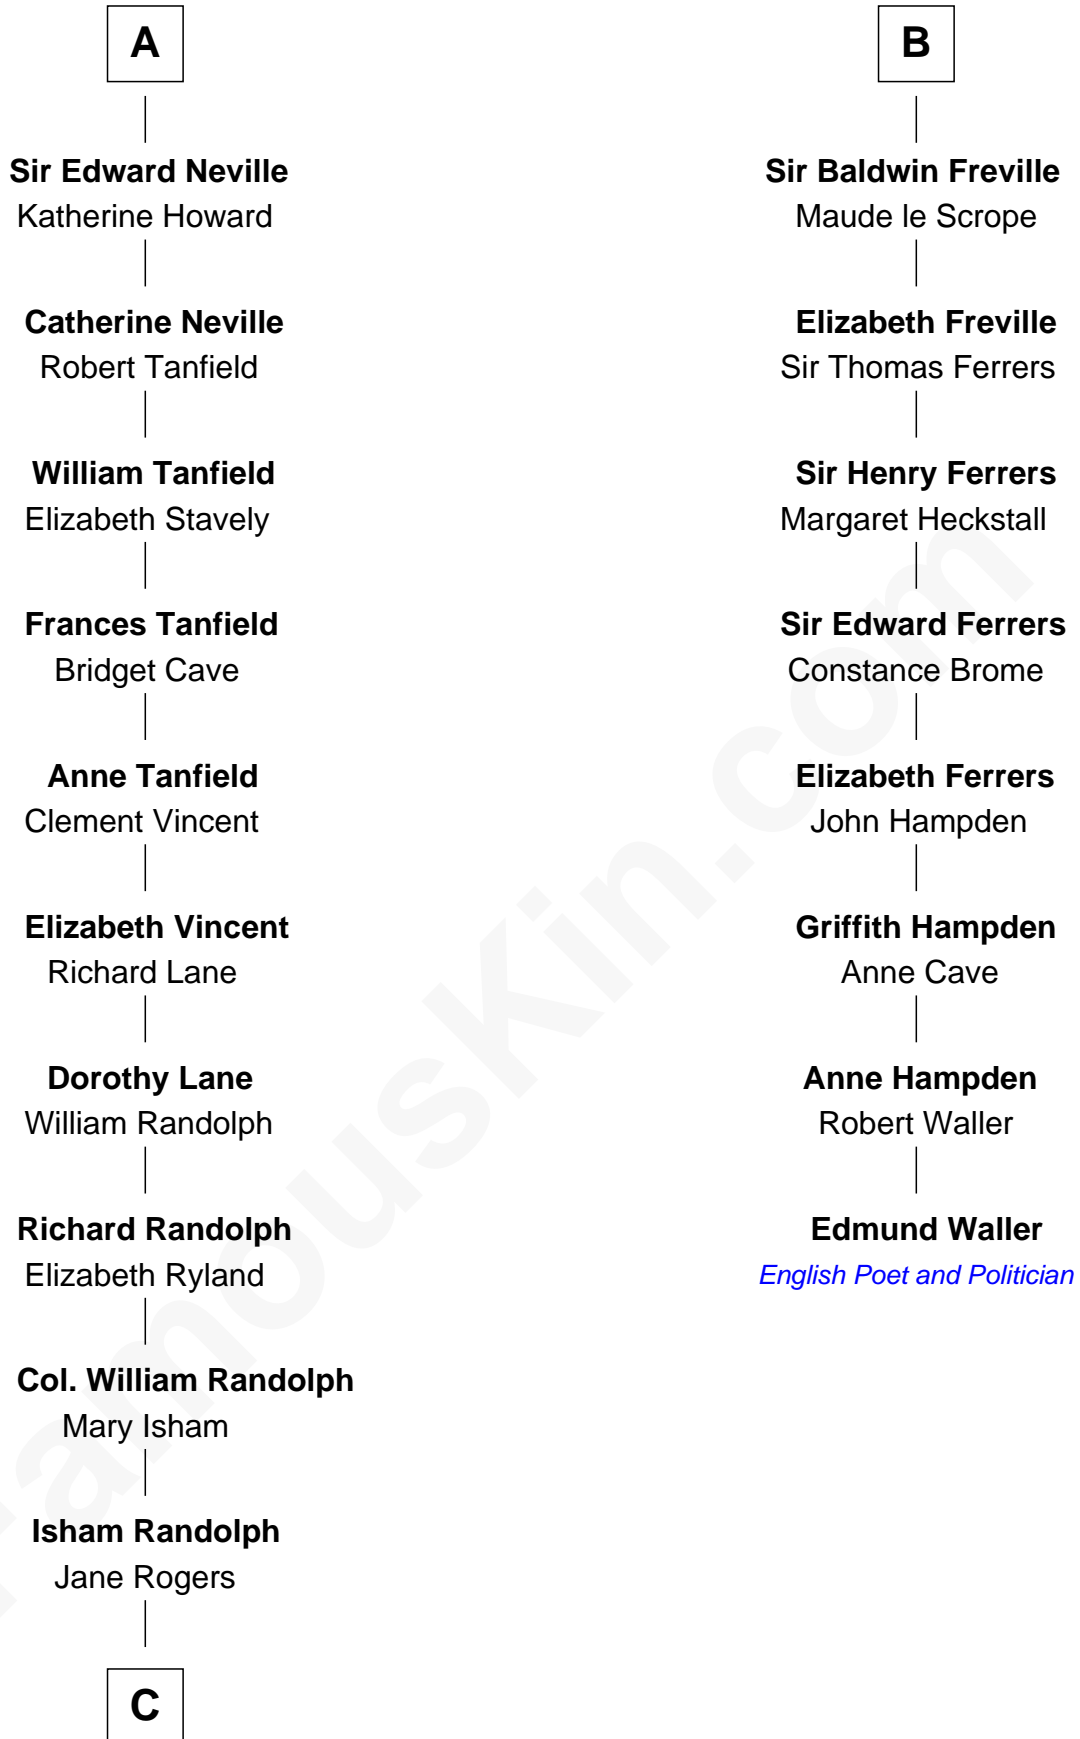 A
Sir Edward Neville
Katherine Howard
Catherine Neville
Robert Tanfield
William Tanfield
Elizabeth Stavely
Frances Tanfield
Bridget Cave
Anne Tanfield
Clement Vincent
Elizabeth Vincent
Richard Lane
Dorothy Lane
William Randolph
Richard Randolph
Elizabeth Ryland
Col. William Randolph
Mary Isham
Isham Randolph
Jane Rogers
C
B
Sir Baldwin Freville
Maude le Scrope
Elizabeth Freville
Sir Thomas Ferrers
Sir Henry Ferrers
Margaret Heckstall
Sir Edward Ferrers
Constance Brome
Elizabeth Ferrers
John Hampden
Griffith Hampden
Anne Cave
Anne Hampden
Robert Waller
Edmund Waller
English Poet and Politician
FamousKin.com